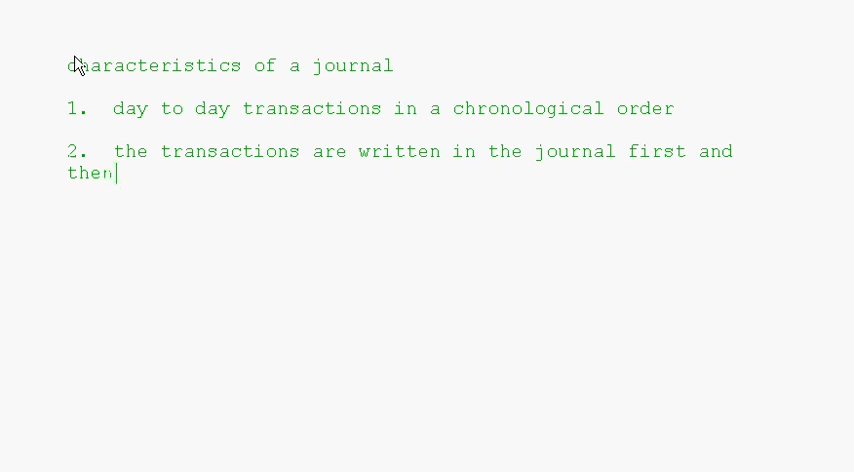 characteristics of a journal
1. day to day transactions in a chronological order
2. the transactions are written in the journal first and
then